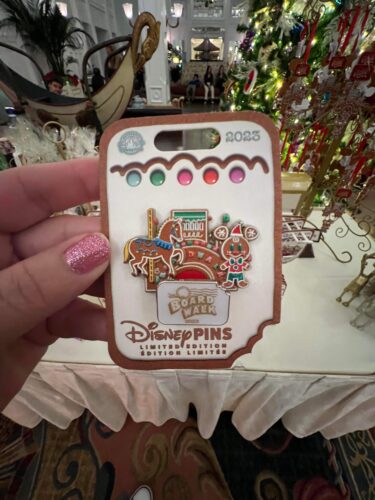 2023
BOARD
WALK
Disney PINS
LIMITED EDITION
ÉDITION LIMITÉE